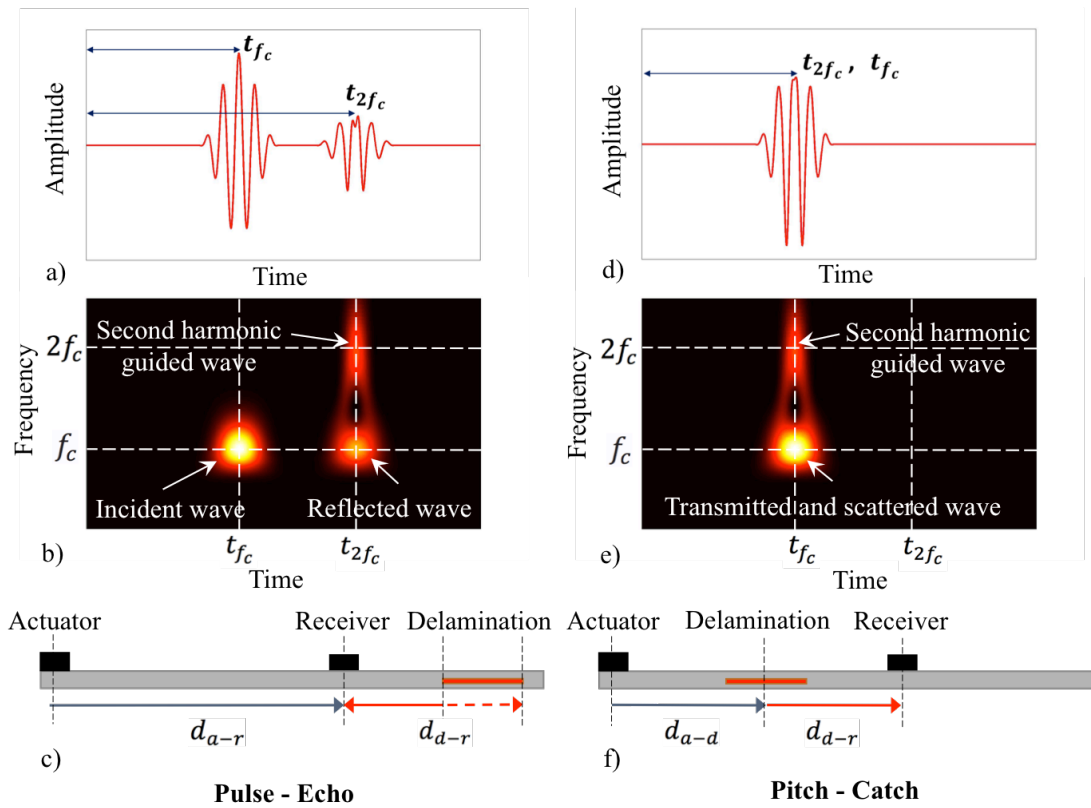 t_{f_c}
t_{2f_c}
Amplitude
Time
a)
Second harmonic
guided wave
2f_c
Frequency
f_c
Incident wave
Reflected wave
t_{f_c}
t_{2f_c}
b)
Time
Actuator
Receiver
Delamination
d_{a-r}
d_{d-r}
c)
Pulse - Echo
t_{2f_c} , t_{f_c}
Amplitude
Time
d)
Second harmonic
guided wave
2f_c
Frequency
f_c
Transmitted and scattered wave
t_{f_c}
t_{2f_c}
e)
Time
Actuator
Delamination
Receiver
d_{a-d}
d_{d-r}
f)
Pitch - Catch